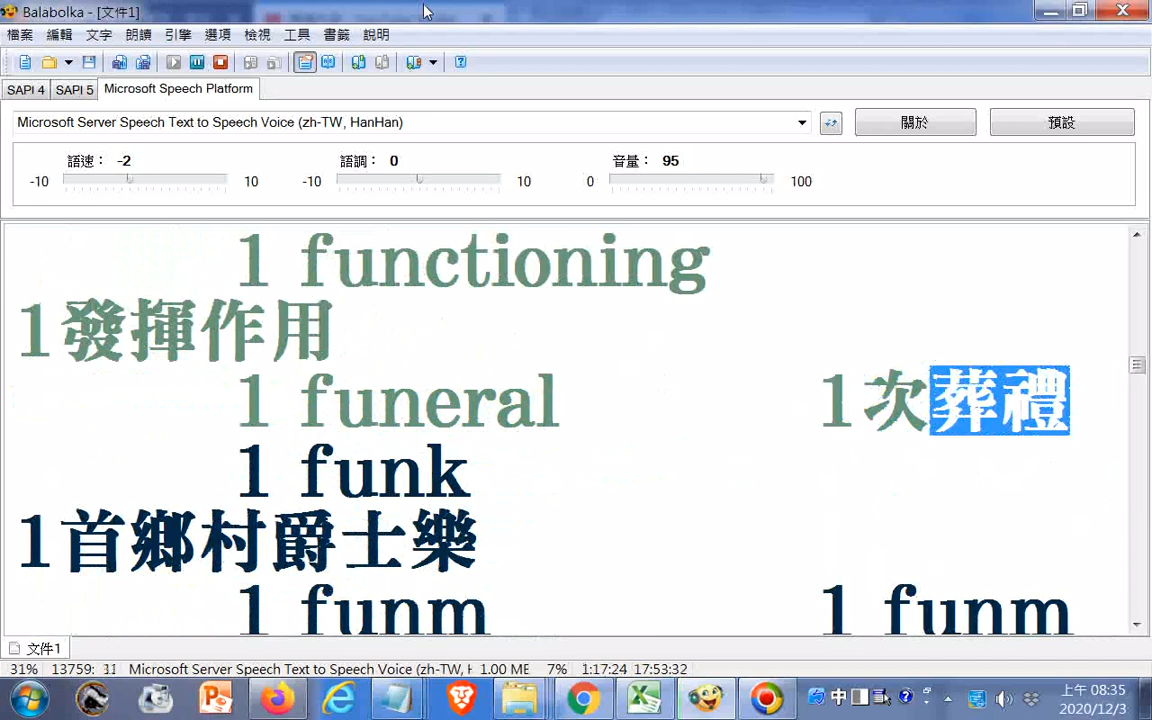 Balabolka - [文件1]
檔案 編輯 文字 朗讀 引擎 選項 檢視 工具 書籤 說明
SAPI 4 SAPI 5 Microsoft Speech Platform
Microsoft Server Speech Text to Speech Voice (zh-TW, HanHan) 關於 預設
語速： -2 語調： 0 音量： 95
-10 10 -10 10 0 100
1 functioning
1發揮作用
1 funeral 1次葬禮
1 funk
1首鄉村爵士樂
1 funm 1 funm
文件1
31% 13759: Microsoft Server Speech Text to Speech Voice (zh-TW, 1.00 ME 7% 1:17:24 17:53:32
中 上午 08:35
2020/12/3